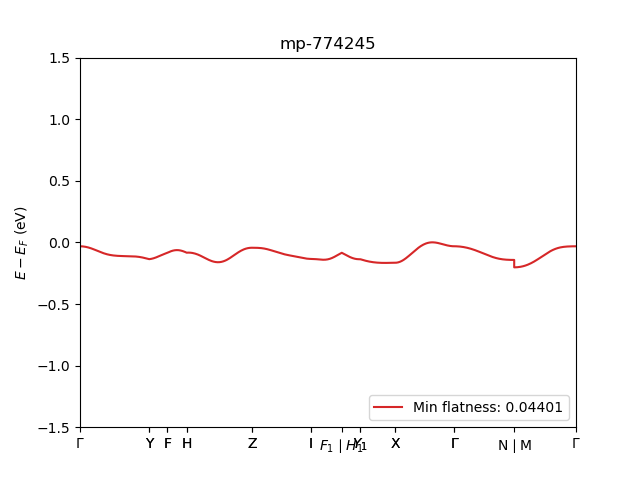 mp-774245
E − E_F (eV)
1.5
1.0
0.5
0.0
−0.5
−1.0
−1.5
Min flatness: 0.04401
Γ Y F H Z I F₁ | H₁ Y₁ X Γ N | M Γ